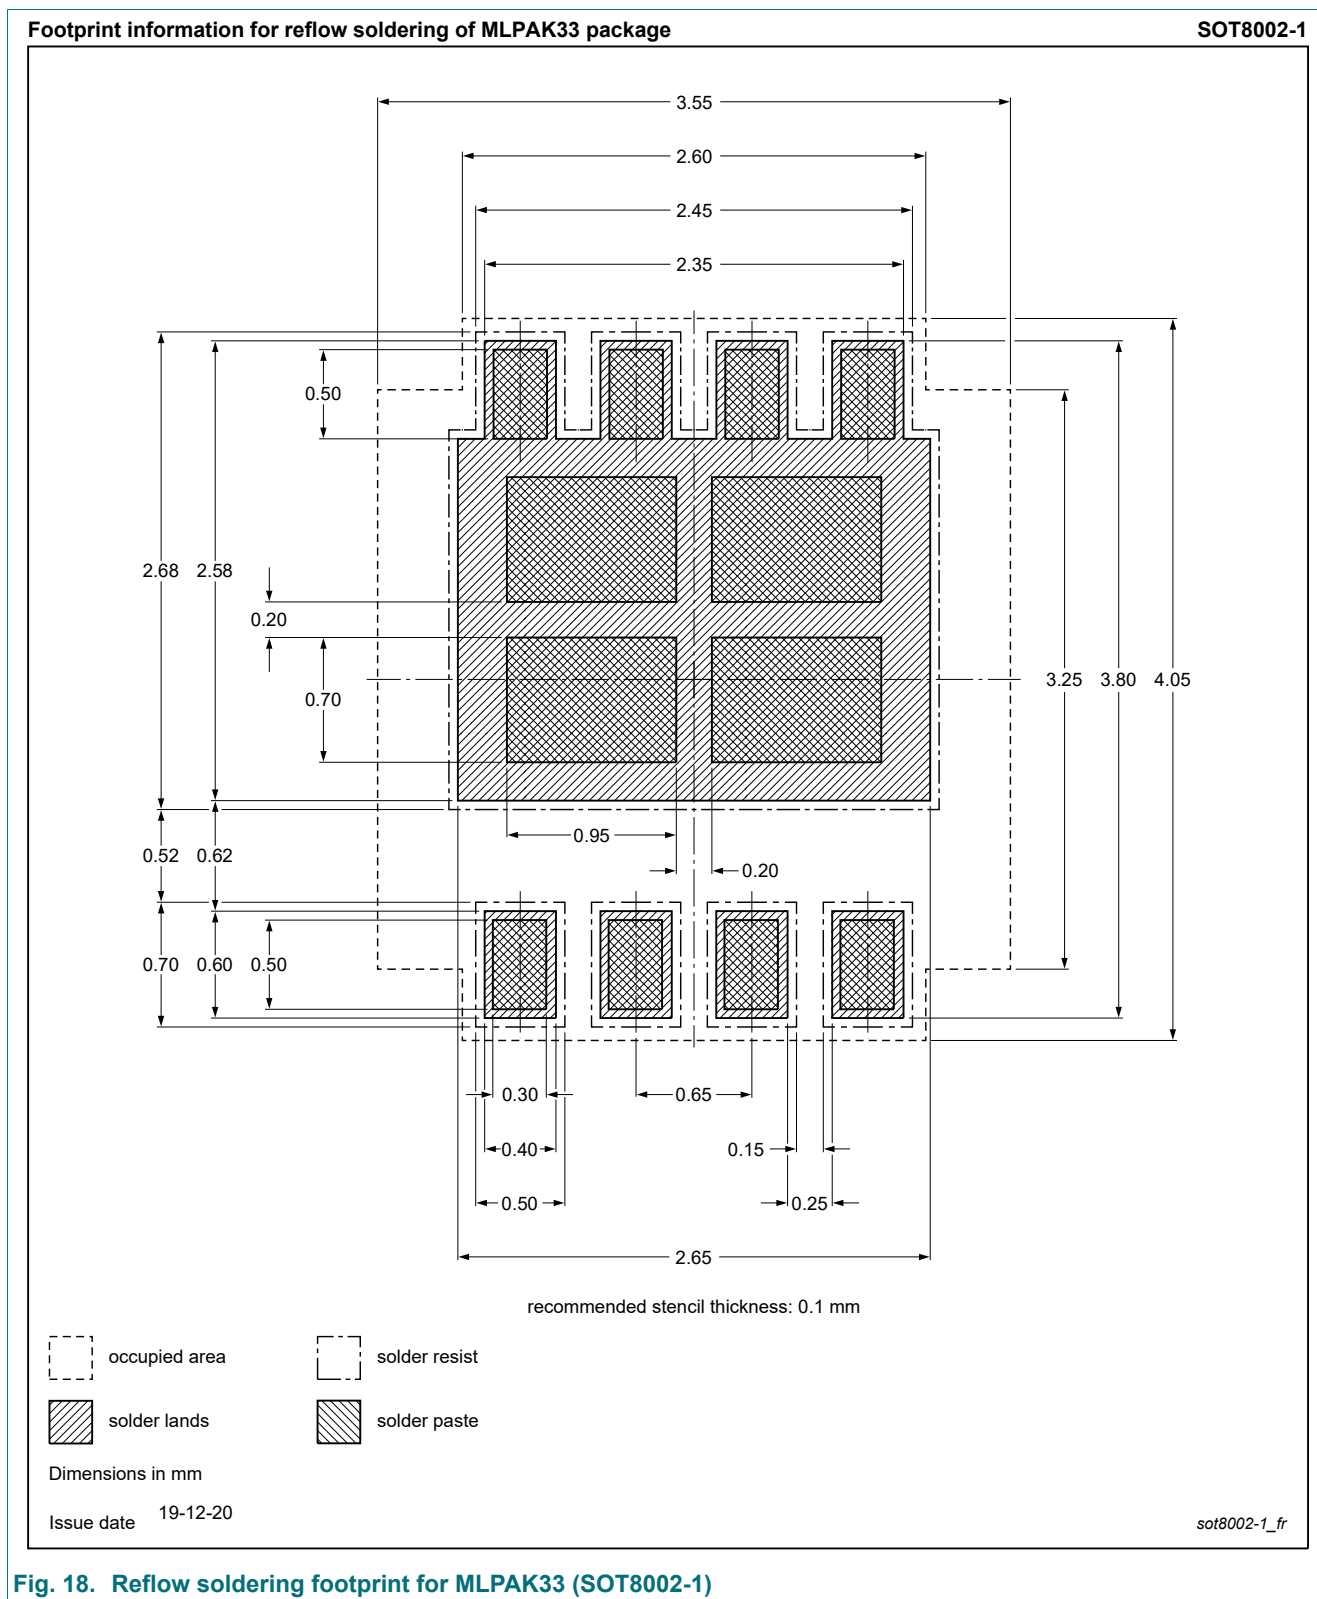 Footprint information for reflow soldering of MLPAK33 package SOT8002-1
3.55
2.60
2.45
2.35
0.50
2.68 2.58
0.20
0.70
3.25 3.80 4.05
0.95
0.52 0.62
0.20
0.70 0.60 0.50
0.30 0.65
0.40 0.15
0.50 0.25
2.65
recommended stencil thickness: 0.1 mm
occupied area solder resist
solder lands solder paste
Dimensions in mm
Issue date 19-12-20
sot8002-1_fr
Fig. 18. Reflow soldering footprint for MLPAK33 (SOT8002-1)